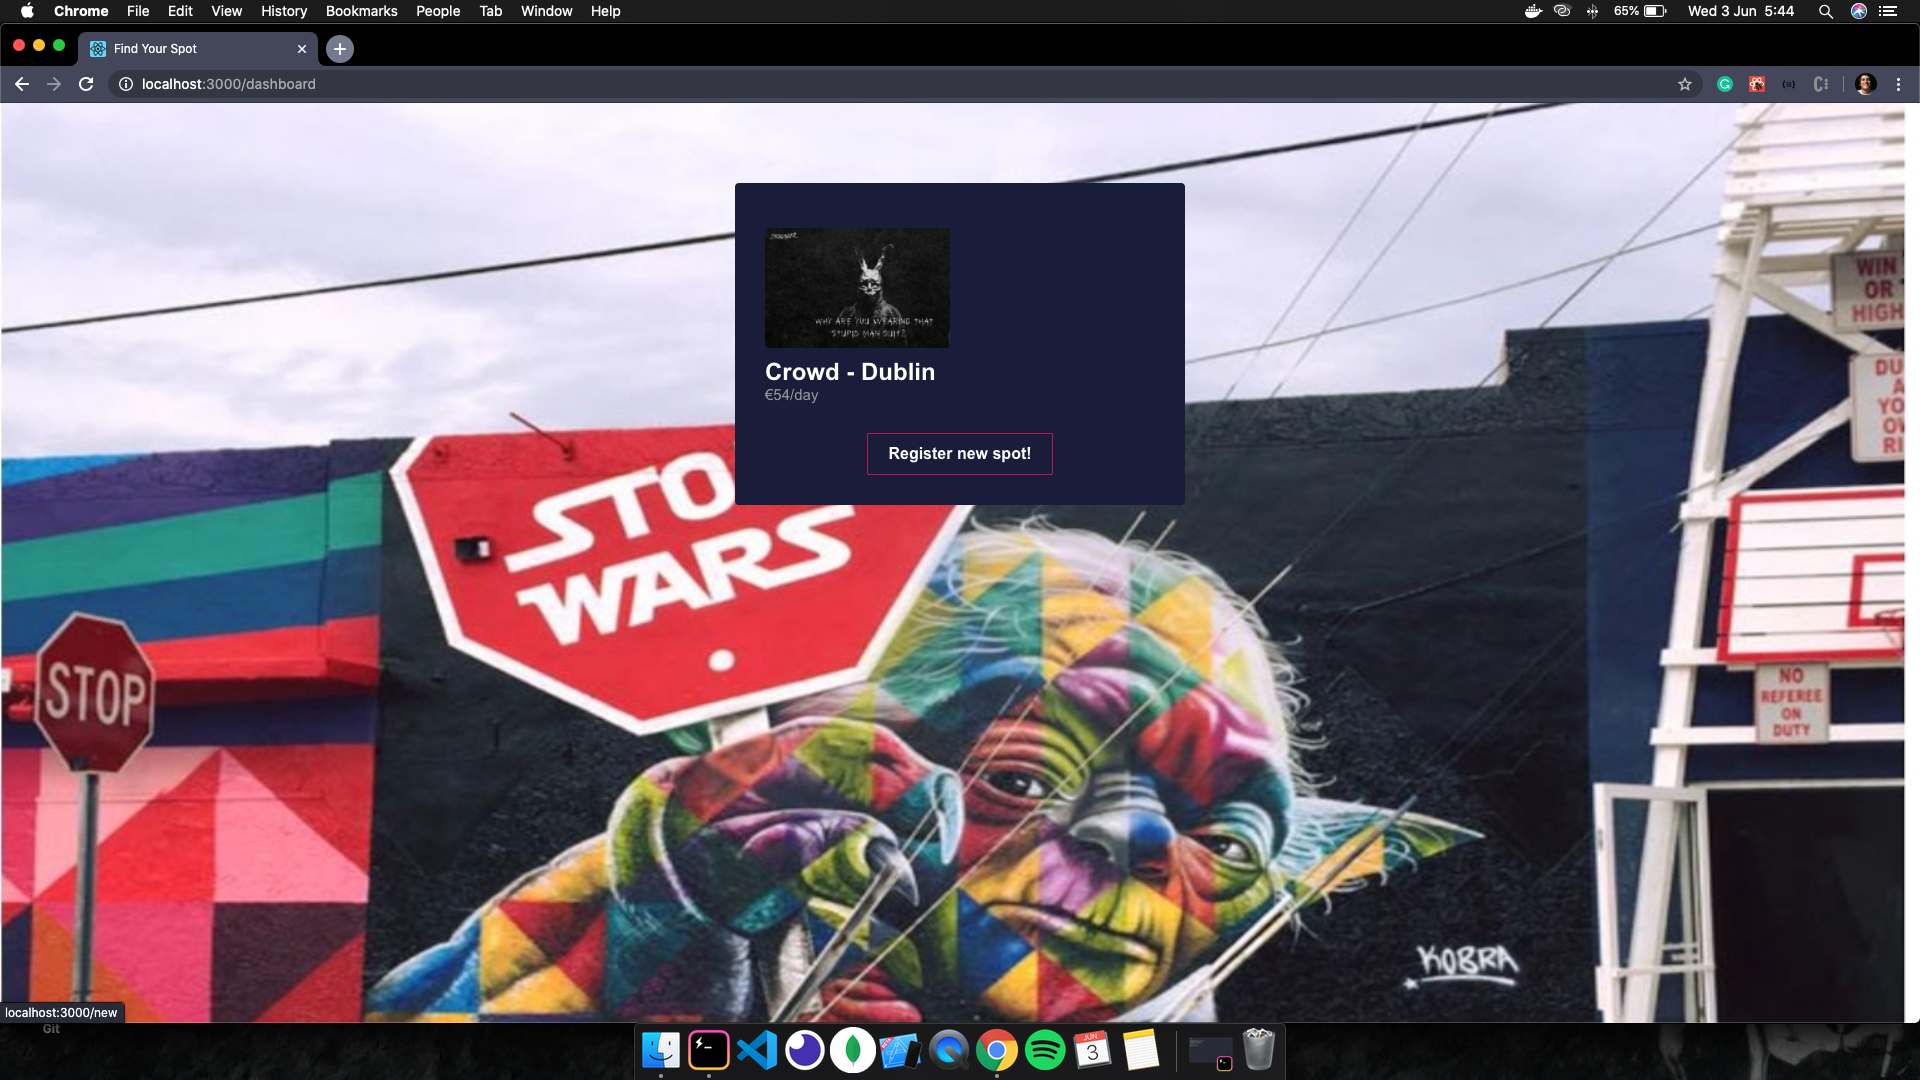 Chrome File Edit View History Bookmarks People Tab Window Help
65% Wed 3 Jun 5:44
Find Your Spot
localhost:3000/dashboard
WIN
OR
HIGH
WHY ARE YOU WEARING THAT
STUPID MAN SUIT?
Crowd - Dublin
€54/day
DU
A
YO
OW
RI
Register new spot!
STO
WARS
STOP
NO
REFEREE
ON
DUTY
KOBRA
localhost:3000/new
Git
JUN
3